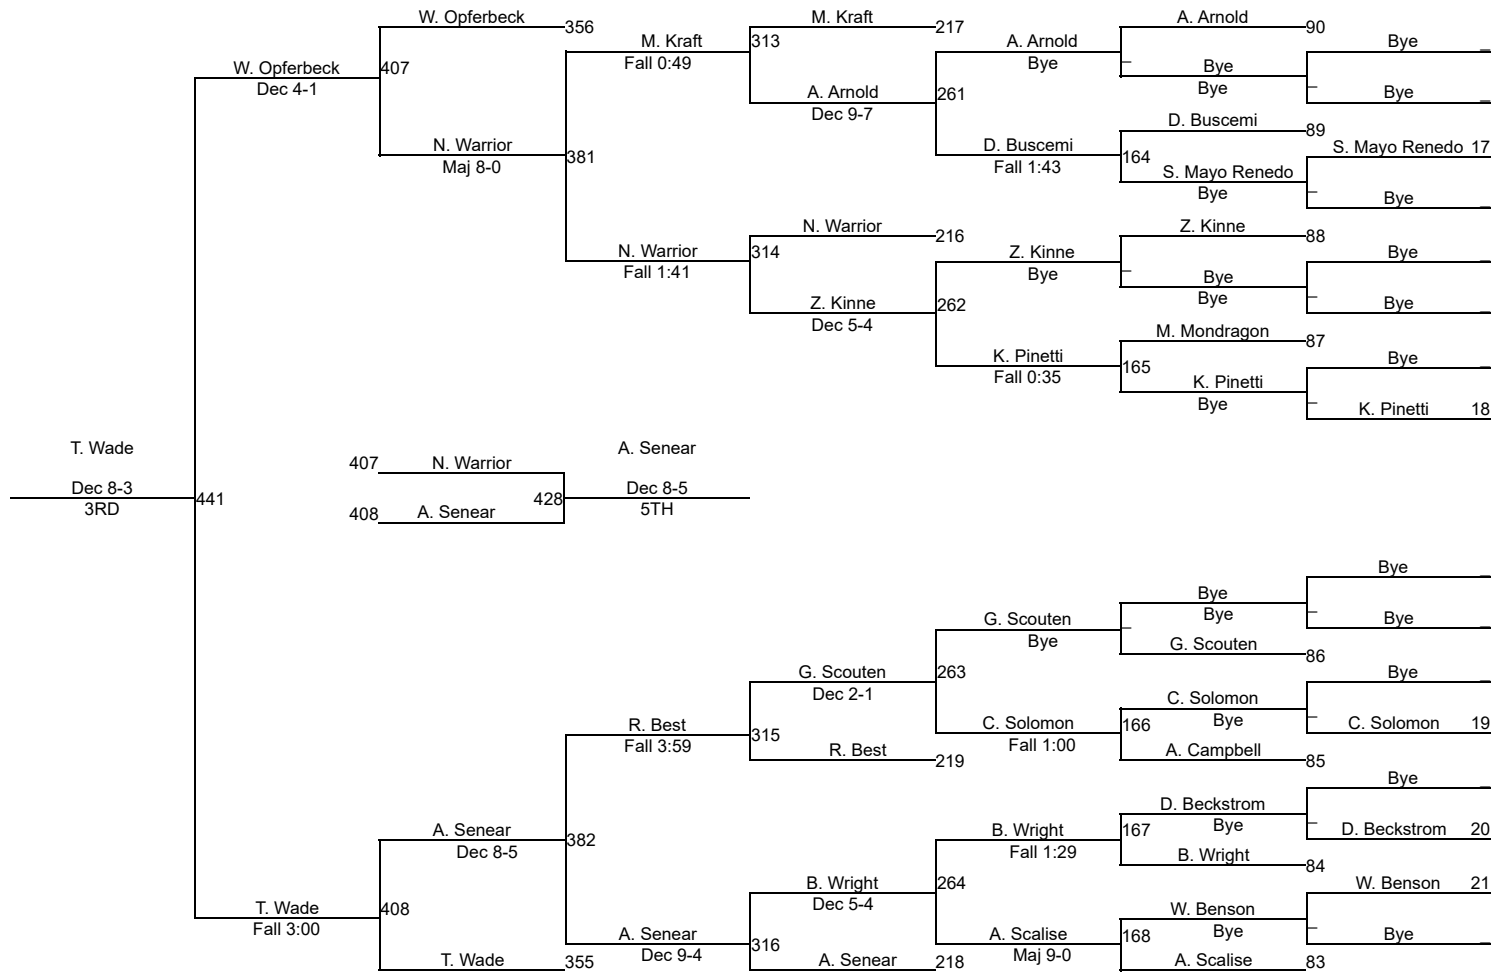 W. Opferbeck 356
M. Kraft 217
A. Arnold 90
M. Kraft 313
Fall 0:49
A. Arnold
Bye
Bye
W. Opferbeck 407
Dec 4-1
Bye
Bye
A. Arnold 261
Dec 9-7
Bye
D. Buscemi 89
N. Warrior 381
Maj 8-0
D. Buscemi 164
Fall 1:43
S. Mayo Renedo 17
S. Mayo Renedo
Bye
Bye
N. Warrior 216
Z. Kinne 88
N. Warrior 314
Fall 1:41
Z. Kinne
Bye
Bye
Bye
Bye
Z. Kinne 262
Dec 5-4
Bye
M. Mondragon 87
K. Pinetti 165
Fall 0:35
Bye
K. Pinetti
Bye
K. Pinetti 18
T. Wade
A. Senear
407 N. Warrior
Dec 8-3 441
3RD
428 Dec 8-5
5TH
408 A. Senear
Bye
Bye
Bye
G. Scouten
Bye
Bye
G. Scouten 86
G. Scouten 263
Dec 2-1
Bye
C. Solomon
Bye
R. Best 315
Fall 3:59
C. Solomon 166
Fall 1:00
C. Solomon 19
R. Best 219
A. Campbell 85
Bye
D. Beckstrom
Bye
A. Senear 382
Dec 8-5
B. Wright 167
Fall 1:29
D. Beckstrom 20
B. Wright 84
B. Wright 264
Dec 5-4
W. Benson 21
T. Wade 408
Fall 3:00
W. Benson
Bye
A. Senear 316
Dec 9-4
A. Scalise 168
Maj 9-0
Bye
T. Wade 355
A. Senear 218
A. Scalise 83